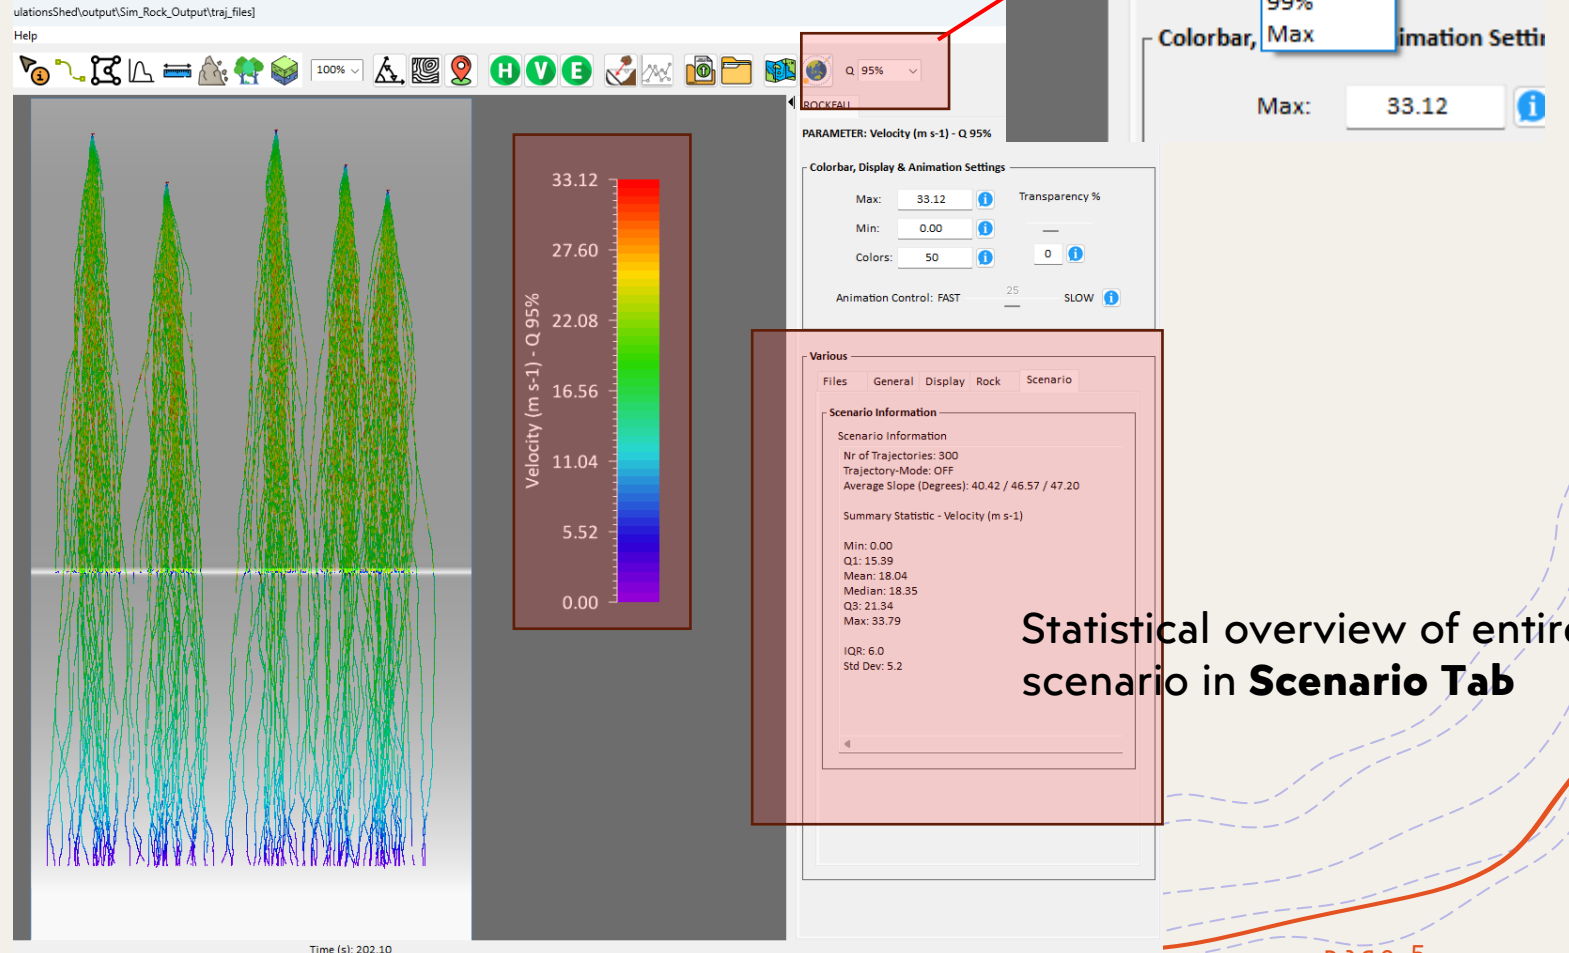 ulationsShed\output\Sim_Rock_Output\traj_files]
Help
100%
H V E
Q 95%
99%
Max
Colorbar,
imation Settin
Max: 33.12
ROCKFALL
PARAMETER: Velocity (m s-1) - Q 95%
Colorbar, Display & Animation Settings
Max: 33.12
Transparency %
Min: 0.00
Colors: 50
0
Animation Control: FAST 25 SLOW
33.12
27.60
22.08
16.56
11.04
5.52
0.00
Velocity (m s-1) - Q 95%
Various
Files General Display Rock Scenario
Scenario Information
Scenario Information
Nr of Trajectories: 300
Trajectory-Mode: OFF
Average Slope (Degrees): 40.42 / 46.57 / 47.20
Summary Statistic - Velocity (m s-1)
Min: 0.00
Q1: 15.39
Mean: 18.04
Median: 18.35
Q3: 21.34
Max: 33.79
IQR: 6.0
Std Dev: 5.2
Statistical overview of entire
scenario in Scenario Tab
Time (s): 202.10
page 5